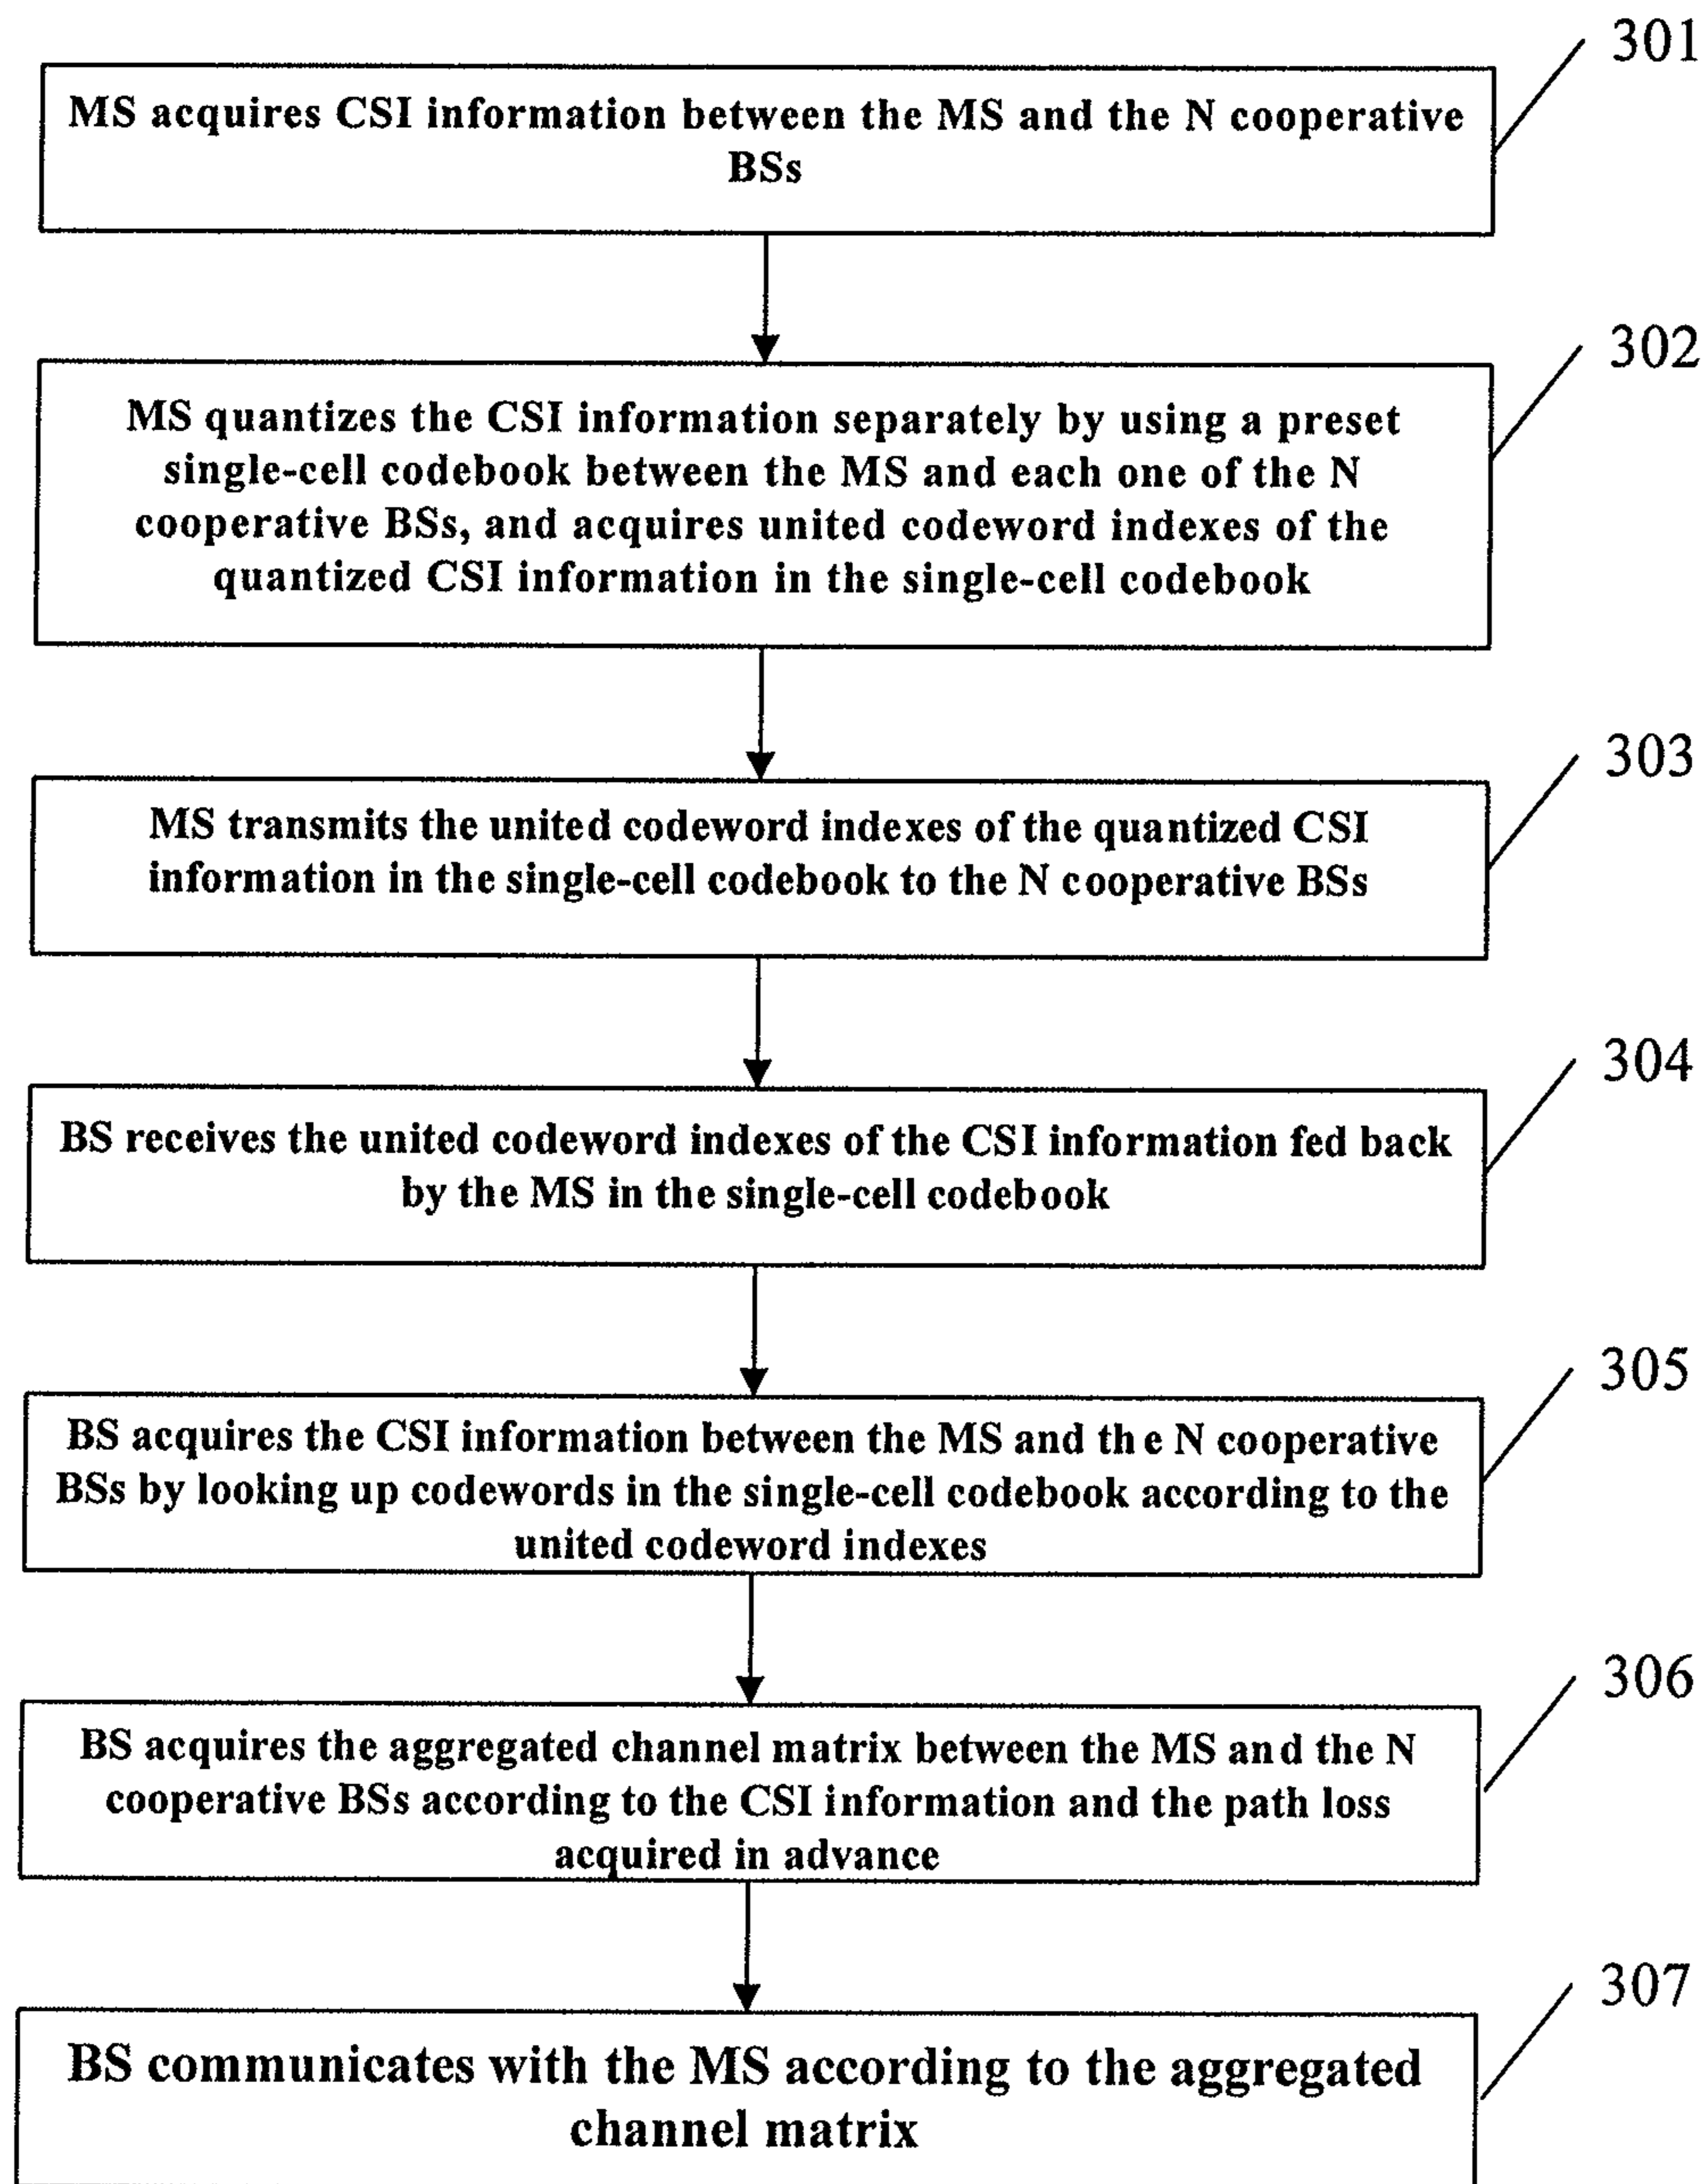 301
MS acquires CSI information between the MS and the N cooperative
BSs
302
MS quantizes the CSI information separately by using a preset
single-cell codebook between the MS and each one of the N
cooperative BSs, and acquires united codeword indexes of the
quantized CSI information in the single-cell codebook
303
MS transmits the united codeword indexes of the quantized CSI
information in the single-cell codebook to the N cooperative BSs
304
BS receives the united codeword indexes of the CSI information fed back
by the MS in the single-cell codebook
305
BS acquires the CSI information between the MS and the N cooperative
BSs by looking up codewords in the single-cell codebook according to the
united codeword indexes
306
BS acquires the aggregated channel matrix between the MS and the N
cooperative BSs according to the CSI information and the path loss
acquired in advance
307
BS communicates with the MS according to the aggregated
channel matrix